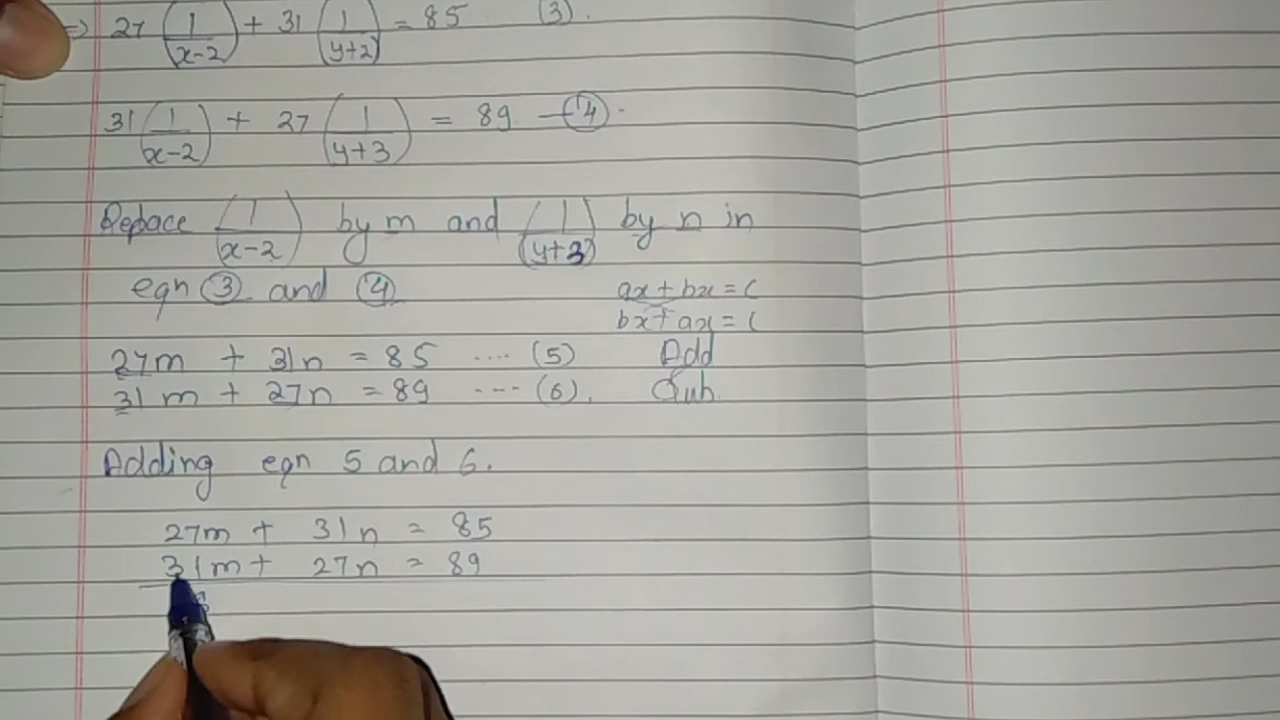 ⇒ 27 (1/(x-2)) + 31 (1/(y+2)) = 85 (3).
31 (1/(x-2)) + 27 (1/(y+3)) = 89 — (4).
Repace (1/(x-2)) by m and (1/(y+3)) by n in
eqn (3) and (4)
ax + bx = c
bx + ax = c
27m + 31n = 85 .... (5) Add
31m + 27n = 89 ---- (6). Sub.
Adding eqn 5 and 6.
27m + 31n = 85
31m + 27n = 89